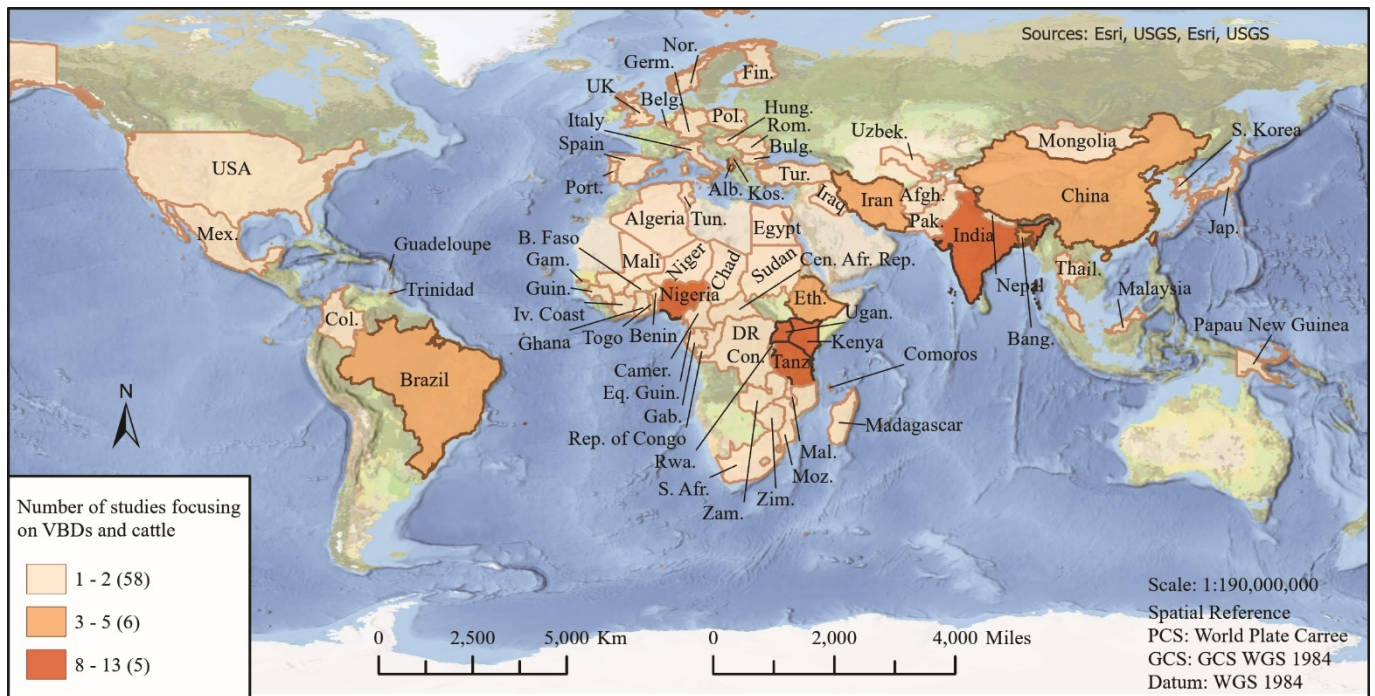 Sources: Esri, USGS, Esri, USGS
Nor.
Germ.
Fin.
UK
Belg.
Pol.
Hung.
Rom.
Italy
Spain
Bulg.
Port.
Alb.
Kos.
Tur.
Uzbek.
Mongolia
S. Korea
USA
Mex.
Iraq
Iran
Afgh.
Pak.
China
Jap.
Algeria
Tun.
Egypt
India
Nepal
Guadeloupe
Trinidad
B. Faso
Gam.
Guin.
Iv. Coast
Ghana
Togo
Benin
Mali
Niger
Chad
Sudan
Cen. Afr. Rep.
Nigeria
Eth.
Thail.
Malaysia
Bang.
Papau New Guinea
Col.
Brazil
Camer.
Eq. Guin.
Gab.
Rep. of Congo
DR
Con.
Ugan.
Kenya
Tanz.
Comoros
Madagascar
Rwa.
S. Afr.
Zam.
Zim.
Moz.
Mal.
N
Number of studies focusing
on VBDs and cattle
1 - 2 (58)
3 - 5 (6)
8 - 13 (5)
0 2,500 5,000 Km
0 2,000 4,000 Miles
Scale: 1:190,000,000
Spatial Reference
PCS: World Plate Carree
GCS: GCS WGS 1984
Datum: WGS 1984